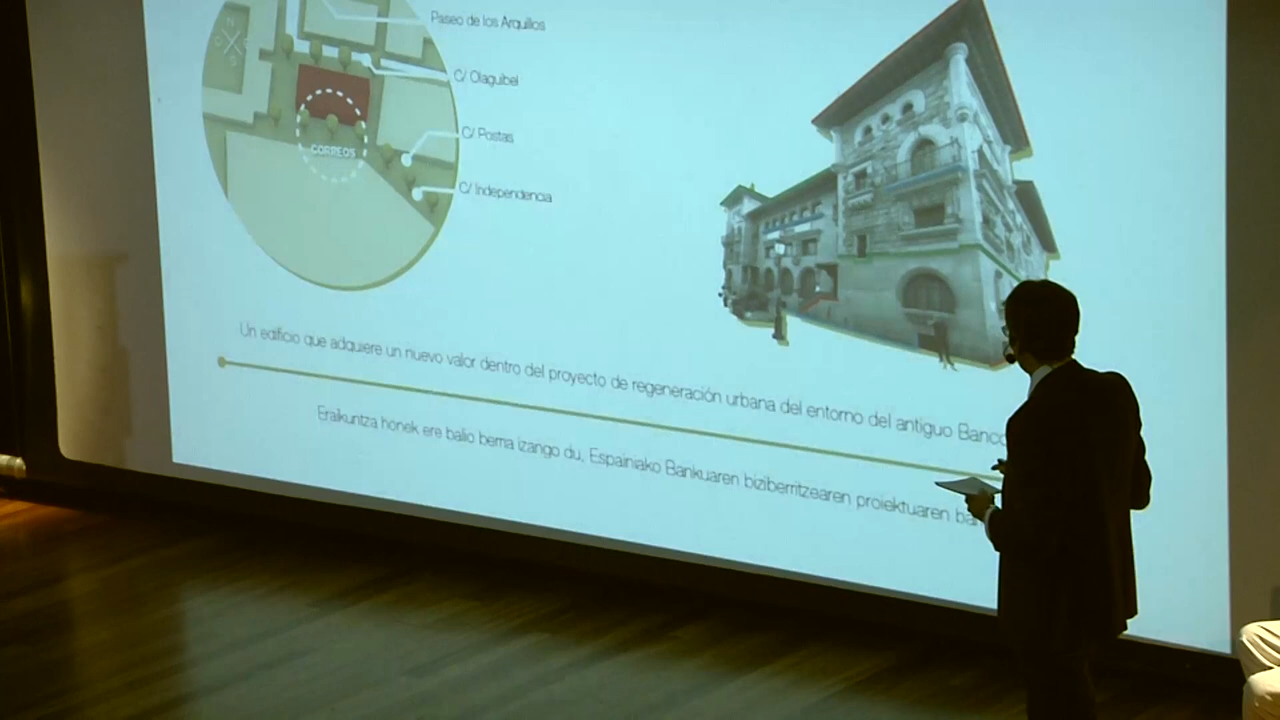 N
S
Paseo de los Arquillos
C/ Olaguibel
C/ Postas
CORREOS
C/ Independencia
Un edificio que adquiere un nuevo valor dentro del proyecto de regeneración urbana del entorno del antiguo Banco
Eraikuntza honek ere balio berria izango du, Espainiako Bankuaren biziberritzearen proiektuaren